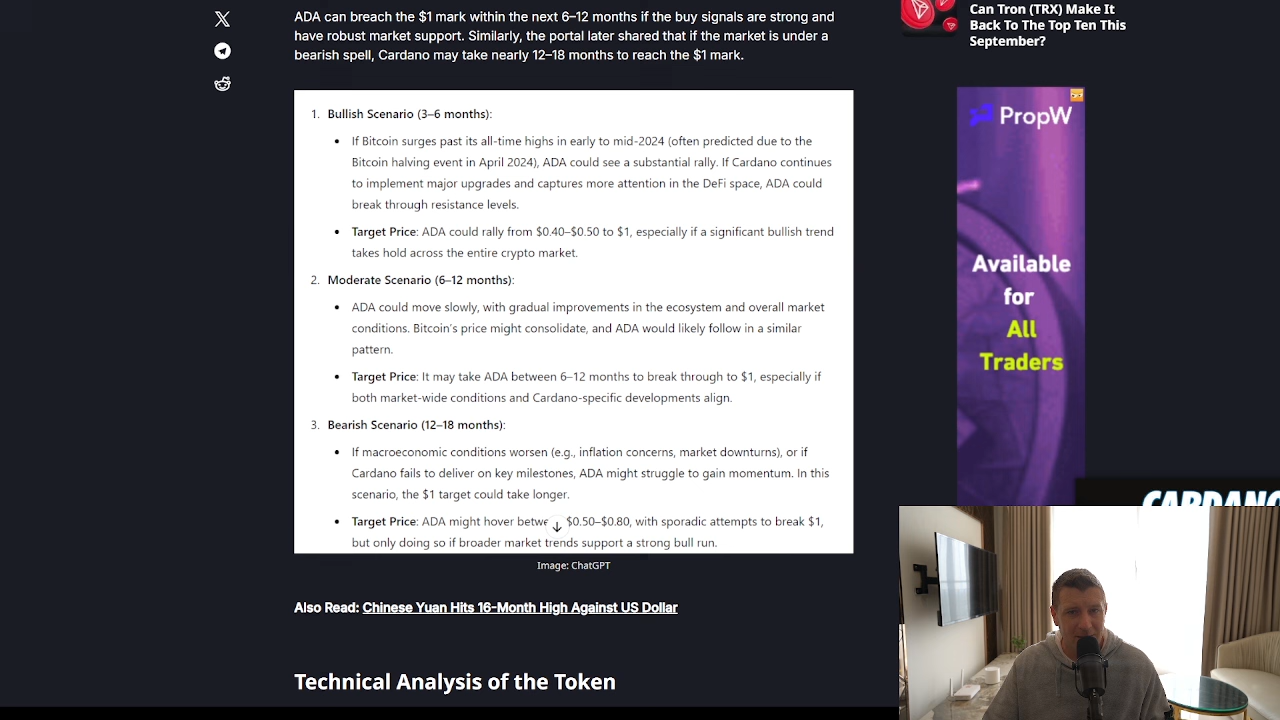 ADA can breach the $1 mark within the next 6–12 months if the buy signals are strong and
have robust market support. Similarly, the portal later shared that if the market is under a
bearish spell, Cardano may take nearly 12–18 months to reach the $1 mark.
1. Bullish Scenario (3–6 months):
• If Bitcoin surges past its all-time highs in early to mid-2024 (often predicted due to the
Bitcoin halving event in April 2024), ADA could see a substantial rally. If Cardano continues
to implement major upgrades and captures more attention in the DeFi space, ADA could
break through resistance levels.
• Target Price: ADA could rally from $0.40–$0.50 to $1, especially if a significant bullish trend
takes hold across the entire crypto market.
2. Moderate Scenario (6–12 months):
• ADA could move slowly, with gradual improvements in the ecosystem and overall market
conditions. Bitcoin's price might consolidate, and ADA would likely follow in a similar
pattern.
• Target Price: It may take ADA between 6–12 months to break through to $1, especially if
both market-wide conditions and Cardano-specific developments align.
3. Bearish Scenario (12–18 months):
• If macroeconomic conditions worsen (e.g., inflation concerns, market downturns), or if
Cardano fails to deliver on key milestones, ADA might struggle to gain momentum. In this
scenario, the $1 target could take longer.
• Target Price: ADA might hover betwe $0.50–$0.80, with sporadic attempts to break $1,
but only doing so if broader market trends support a strong bull run.
Image: ChatGPT
Also Read: Chinese Yuan Hits 16-Month High Against US Dollar
Technical Analysis of the Token
Can Tron (TRX) Make It
Back To The Top Ten This
September?
PropW
Available
for
All
Traders
CARDANO